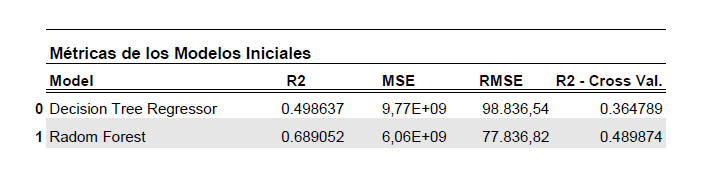 Métricas de los Modelos Iniciales
Model R2 MSE RMSE R2 - Cross Val.
0 Decision Tree Regressor 0.498637 9,77E+09 98.836,54 0.364789
1 Radom Forest 0.689052 6,06E+09 77.836,82 0.489874